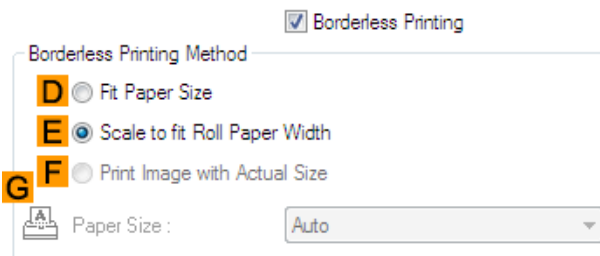 Borderless Printing
Borderless Printing Method
D Fit Paper Size
E Scale to fit Roll Paper Width
F Print Image with Actual Size
G
A Paper Size : Auto